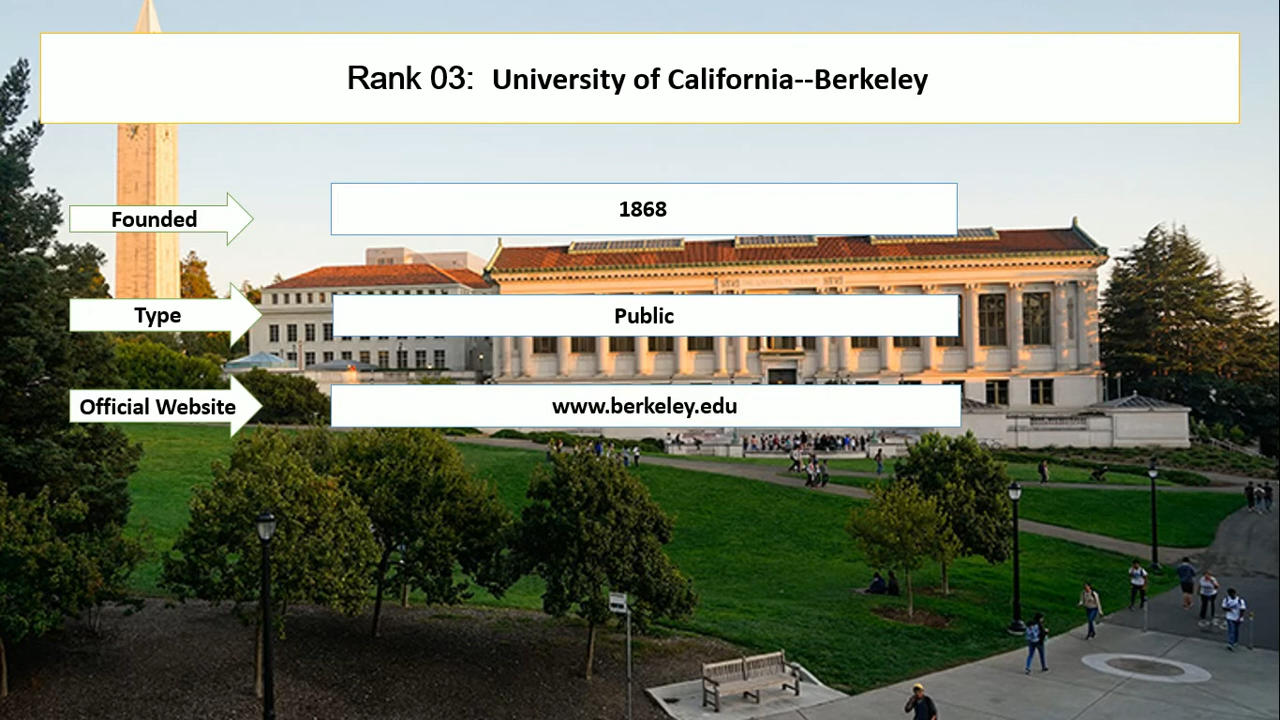 Rank 03: University of California--Berkeley
Founded
1868
Type
Public
Official Website
www.berkeley.edu